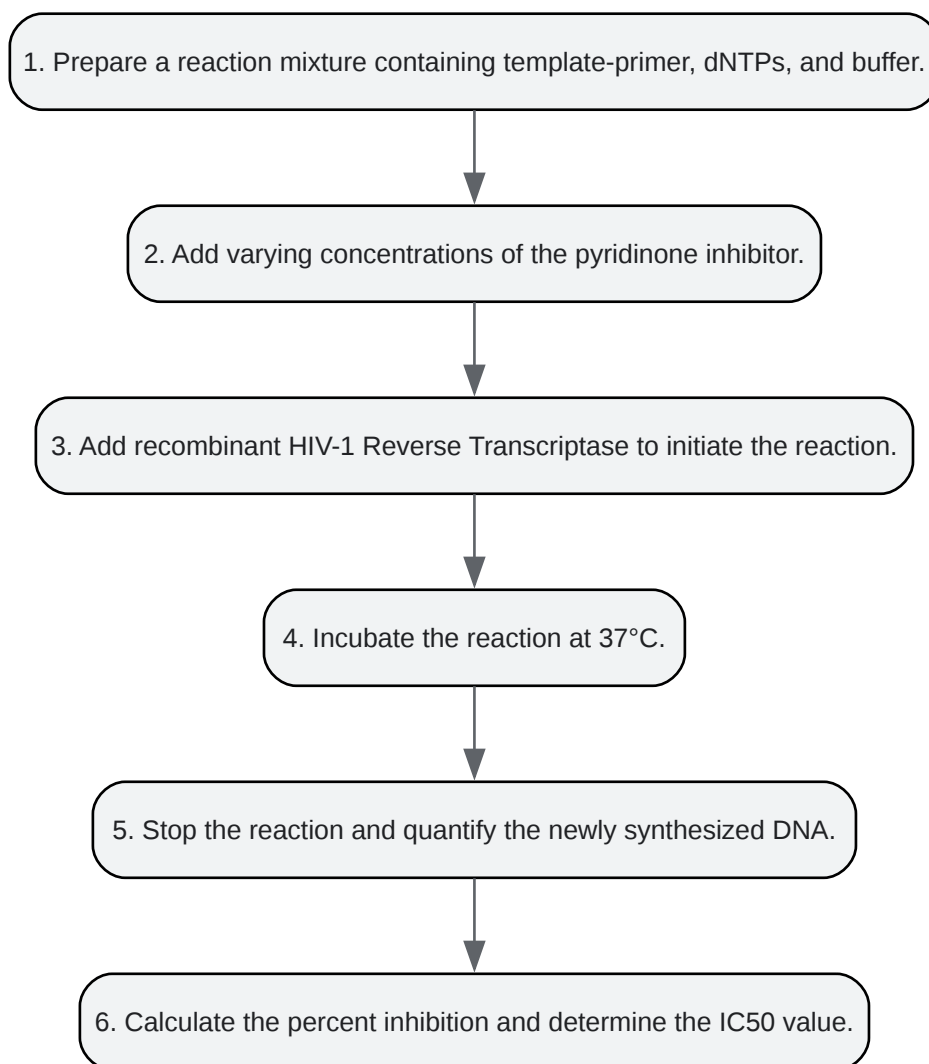 1. Prepare a reaction mixture containing template-primer, dNTPs, and buffer.
2. Add varying concentrations of the pyridinone inhibitor.
3. Add recombinant HIV-1 Reverse Transcriptase to initiate the reaction.
4. Incubate the reaction at 37°C.
5. Stop the reaction and quantify the newly synthesized DNA.
6. Calculate the percent inhibition and determine the IC50 value.